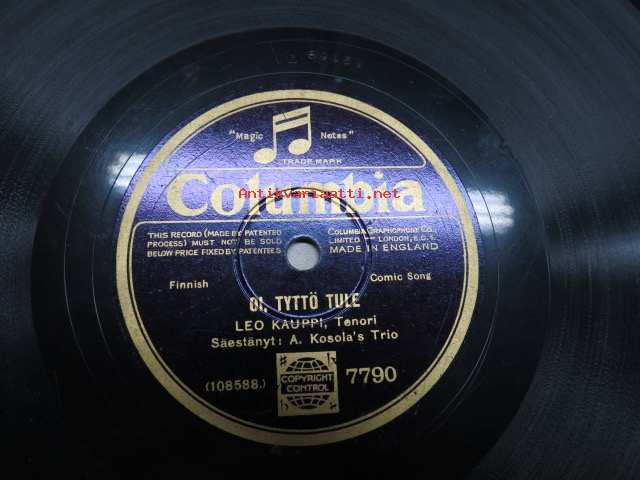 "Magic Notes"
TRADE MARK
Columbia
Antikvariaatti.net
THIS RECORD (MADE BY PATENTED
PROCESS) MUST NOT BE SOLD
BELOW PRICE FIXED BY PATENTEES
COLUMBIA GRAPHOPHONE CO.,
LIMITED — LONDON, E.C.1.
MADE IN ENGLAND
Finnish
Comic Song
OI, TYTTÖ TULE
LEO KAUPPI, Tenori
Säestänyt: A. Kosola's Trio
(108588.)
COPYRIGHT
CONTROL
7790